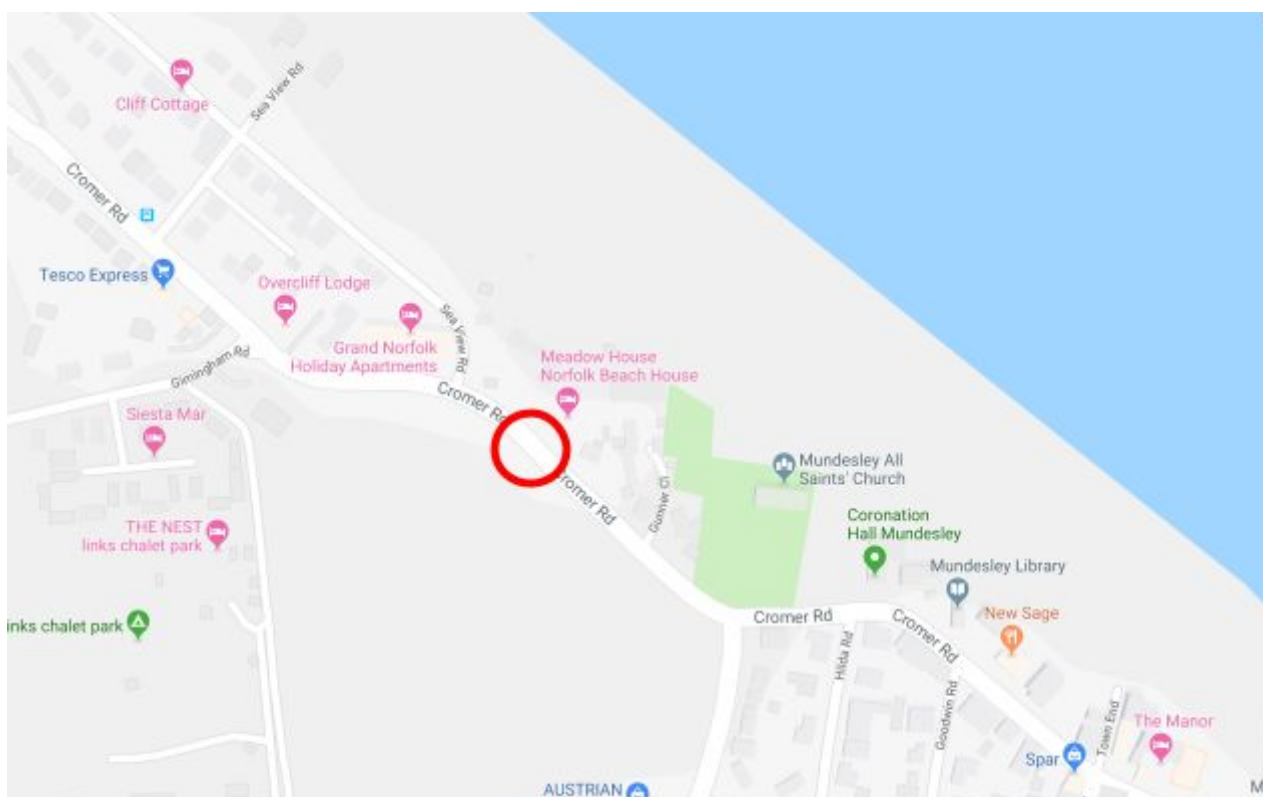 Sea View Rd
Cliff Cottage
Cromer Rd
Tesco Express
Overcliff Lodge
Grand Norfolk
Holiday Apartments
Sea View Rd
Gimingham Rd
Meadow House
Norfolk Beach House
Cromer Rd
Siesta Mar
Cromer Rd
Gunner Cl
Mundesley All
Saints' Church
THE NEST
links chalet park
Coronation
Hall Mundesley
Mundesley Library
inks chalet park
Cromer Rd
New Sage
Cromer Rd
Hilda Rd
Goodwin Rd
Town End
The Manor
Spar
AUSTRIAN
M